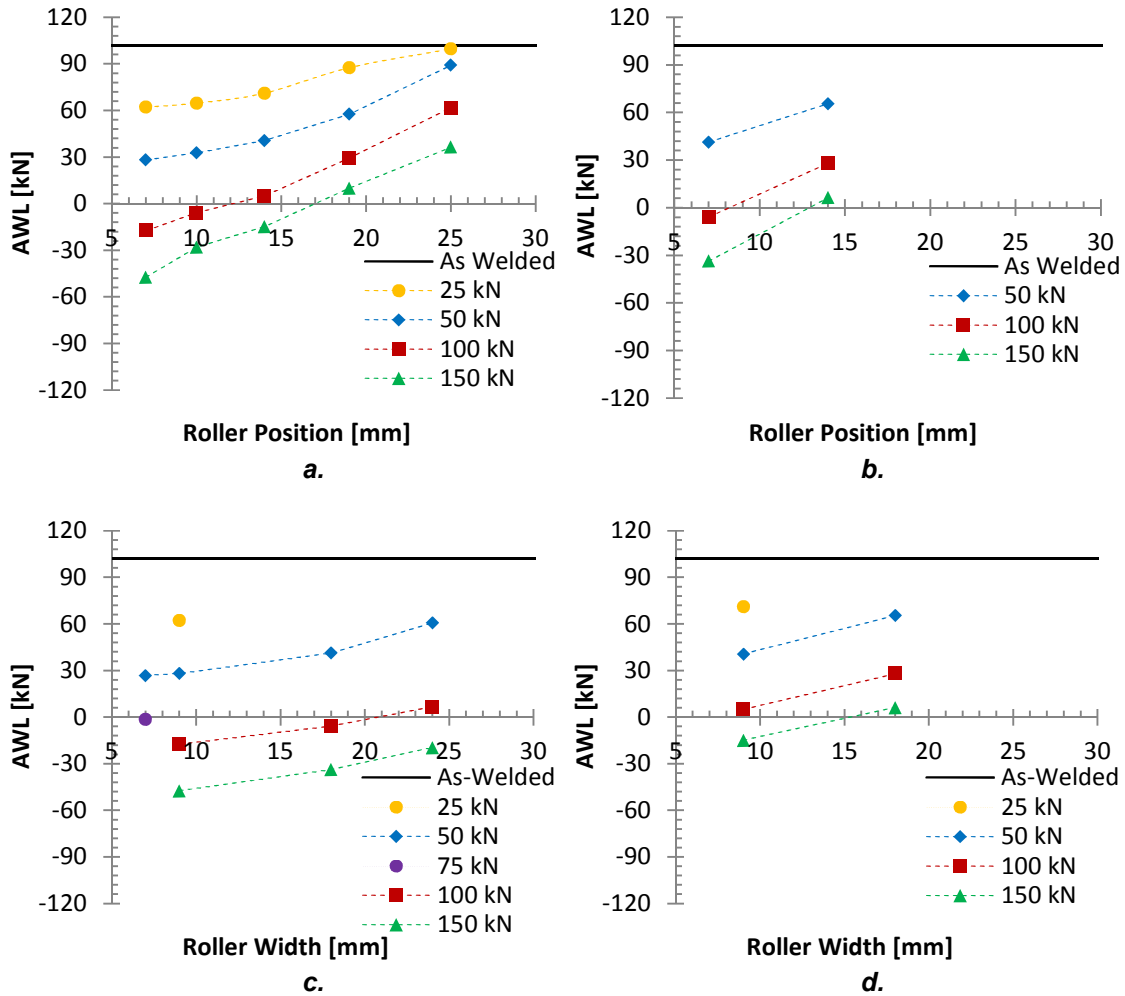 120
90
60
30
0
-30
-60
-90
-120
5
10
15
20
25
30
AWL [kN]
Roller Position [mm]
As Welded
25 kN
50 kN
100 kN
150 kN
a.
120
90
60
30
0
-30
-60
-90
-120
5
10
15
20
25
30
AWL [kN]
Roller Position [mm]
As Welded
50 kN
100 kN
150 kN
b.
120
90
60
30
0
-30
-60
-90
-120
5
10
15
20
25
30
AWL [kN]
Roller Width [mm]
As-Welded
25 kN
50 kN
75 kN
100 kN
150 kN
c.
120
90
60
30
0
-30
-60
-90
-120
5
10
15
20
25
30
AWL [kN]
Roller Width [mm]
As-Welded
25 kN
50 kN
100 kN
150 kN
d.